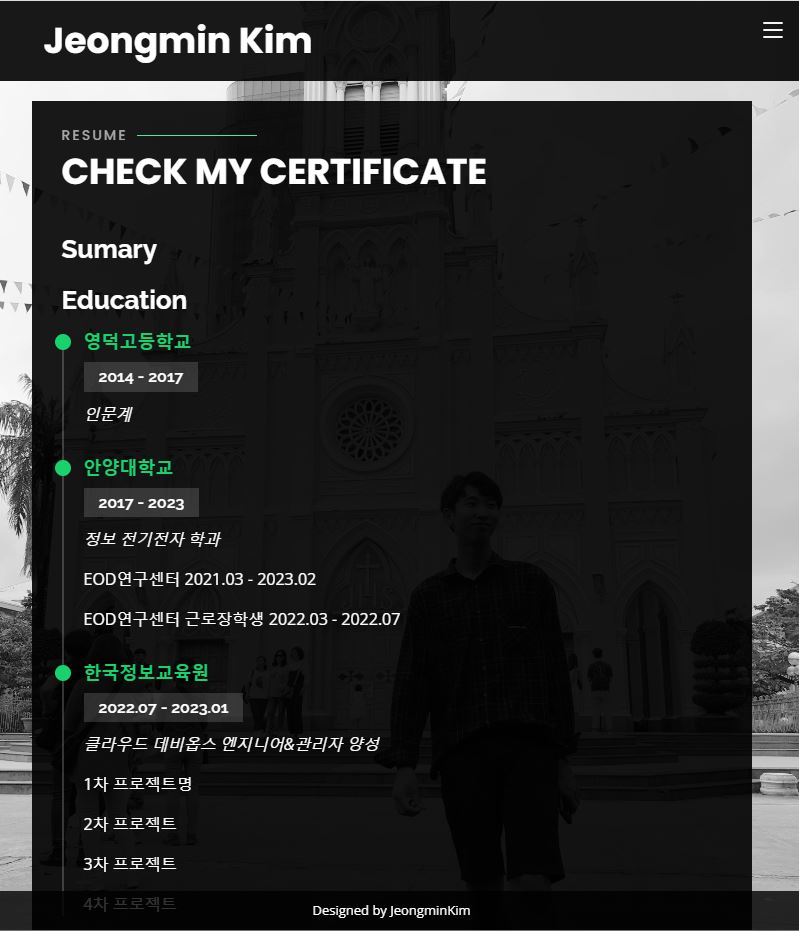 Jeongmin Kim
RESUME
CHECK MY CERTIFICATE
Sumary
Education
영덕고등학교
2014 - 2017
인문계
안양대학교
2017 - 2023
정보 전기전자 학과
EOD연구센터 2021.03 - 2023.02
EOD연구센터 근로장학생 2022.03 - 2022.07
한국정보교육원
2022.07 - 2023.01
클라우드 데비옵스 엔지니어&관리자 양성
1차 프로젝트명
2차 프로젝트
3차 프로젝트
4차 프로젝트
Designed by JeongminKim